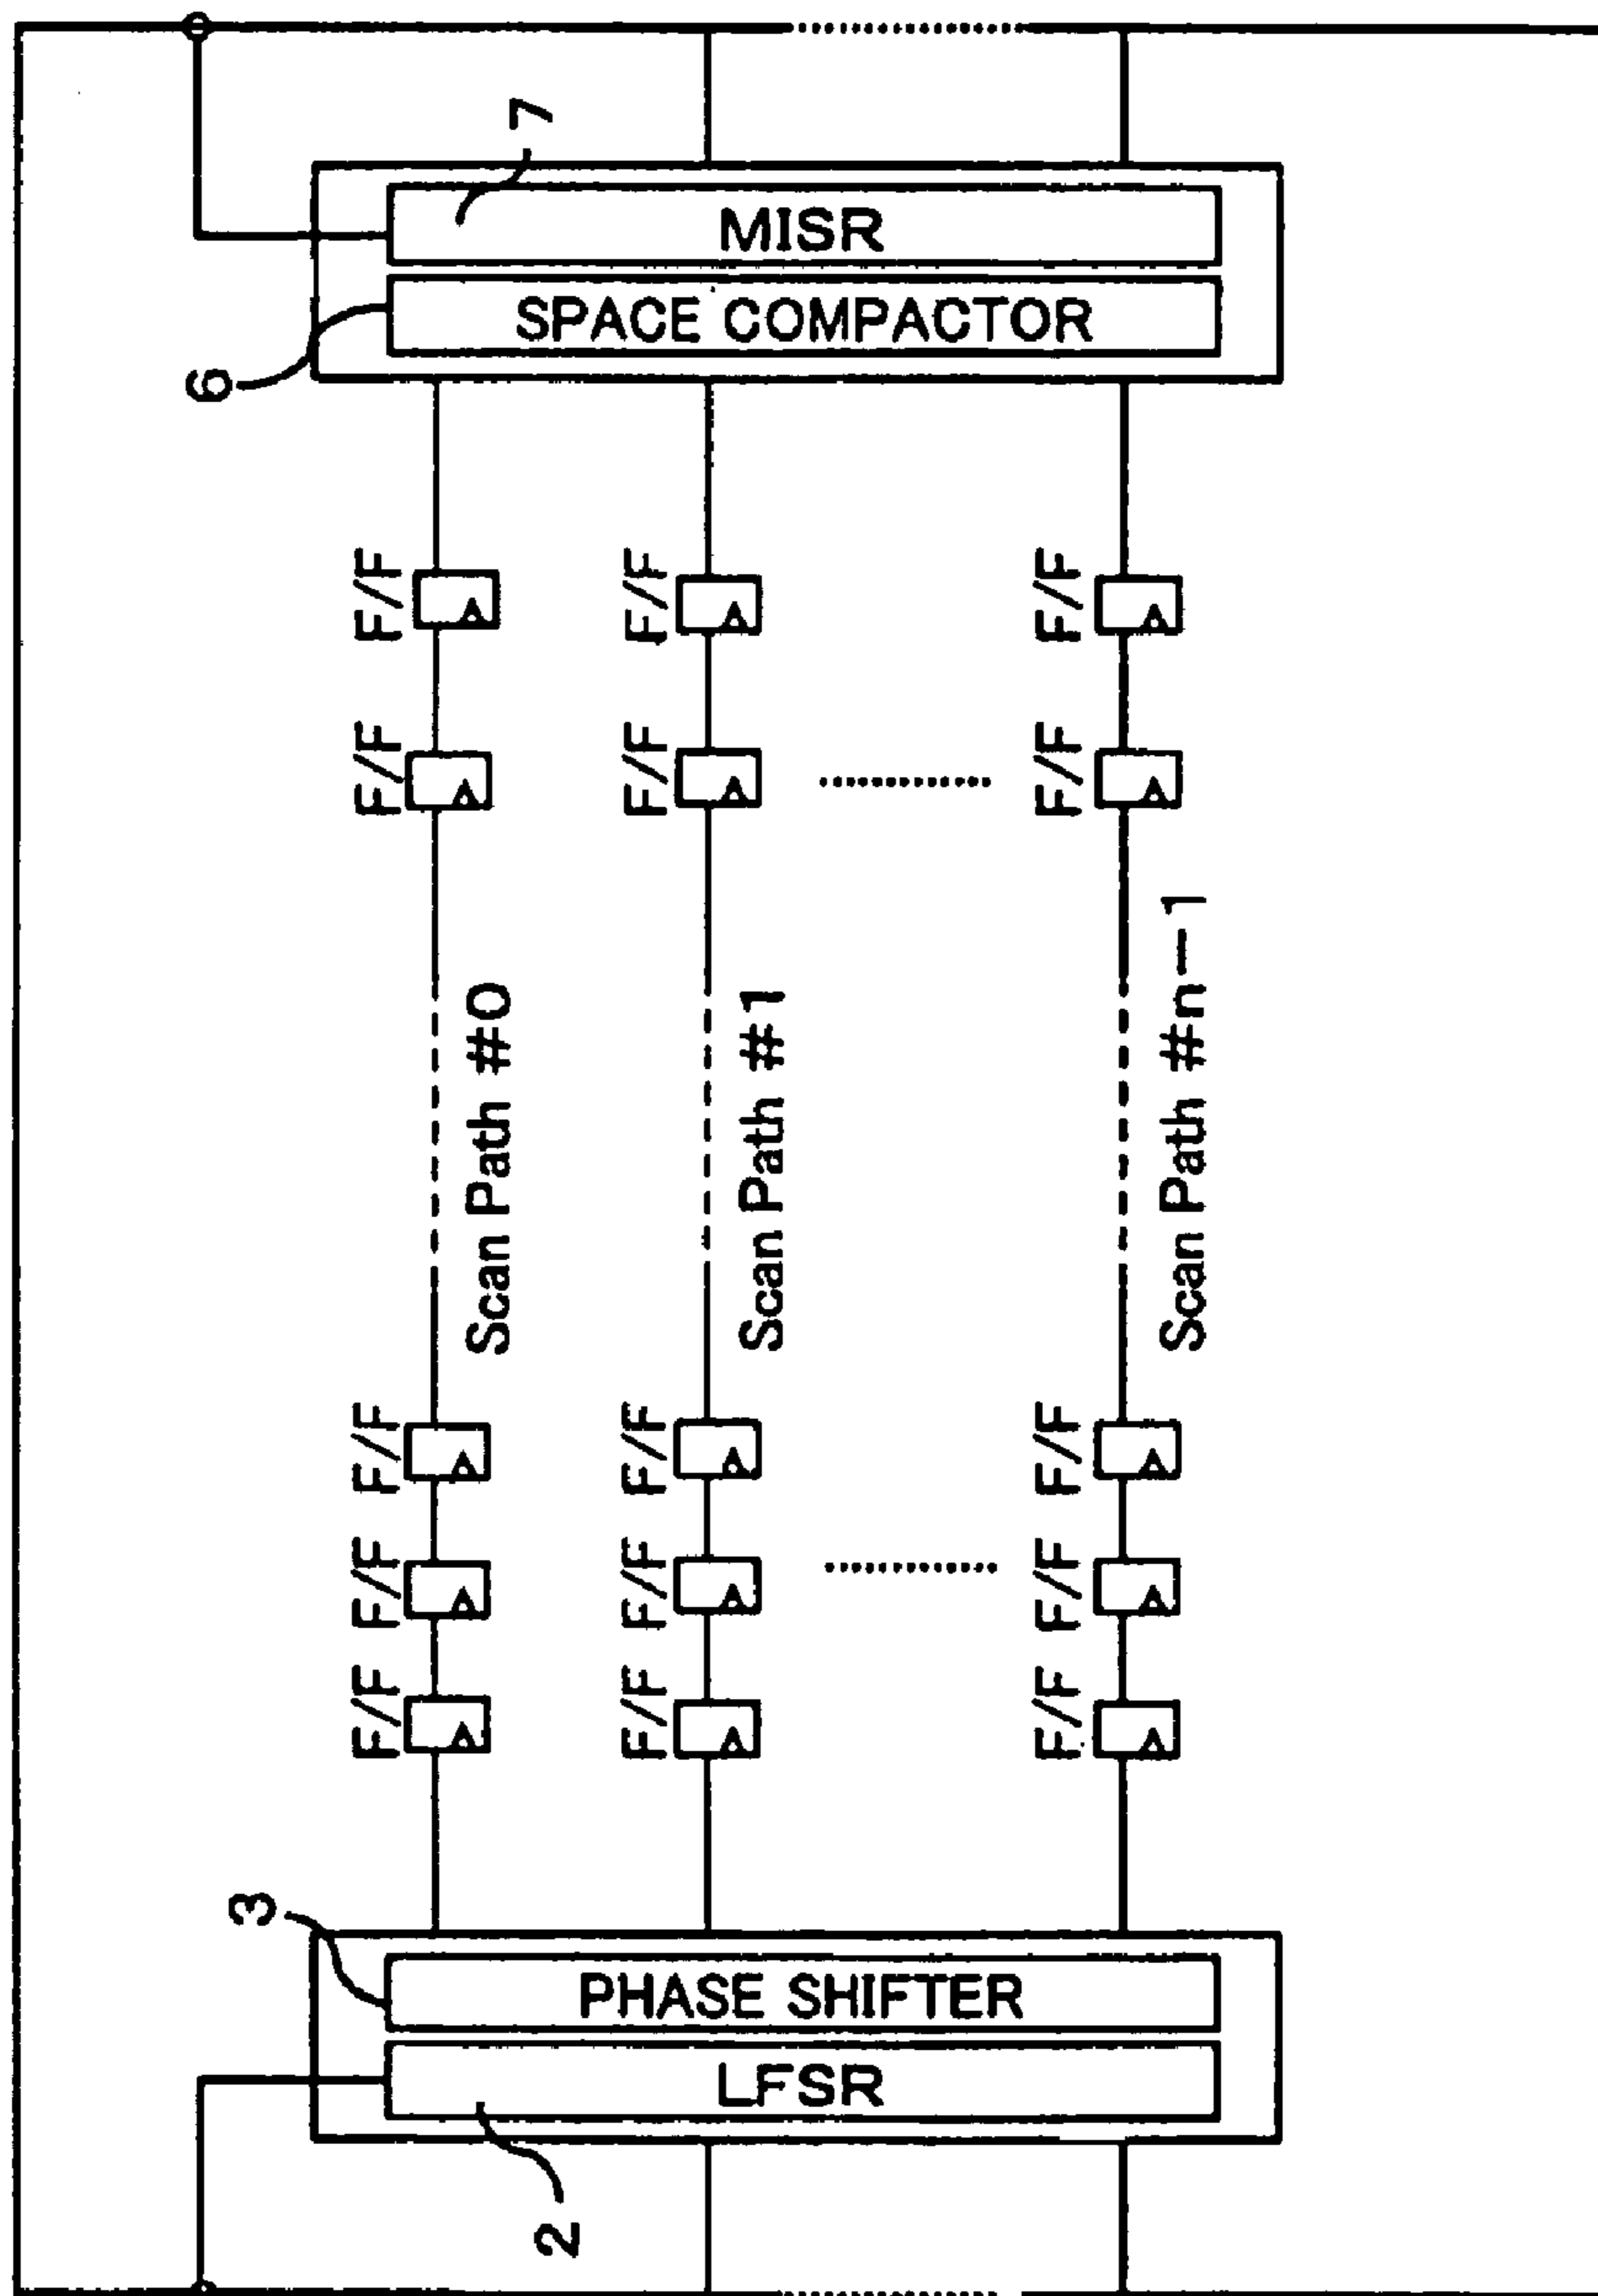 7
MISR
SPACE COMPACTOR
6
F/F
F/F
F/F
F/F
F/F
F/F
Scan Path #0
Scan Path #1
Scan Path #n-1
F/F
F/F
F/F
F/F
F/F
F/F
F/F
F/F
F/F
3
PHASE SHIFTER
LFSR
2